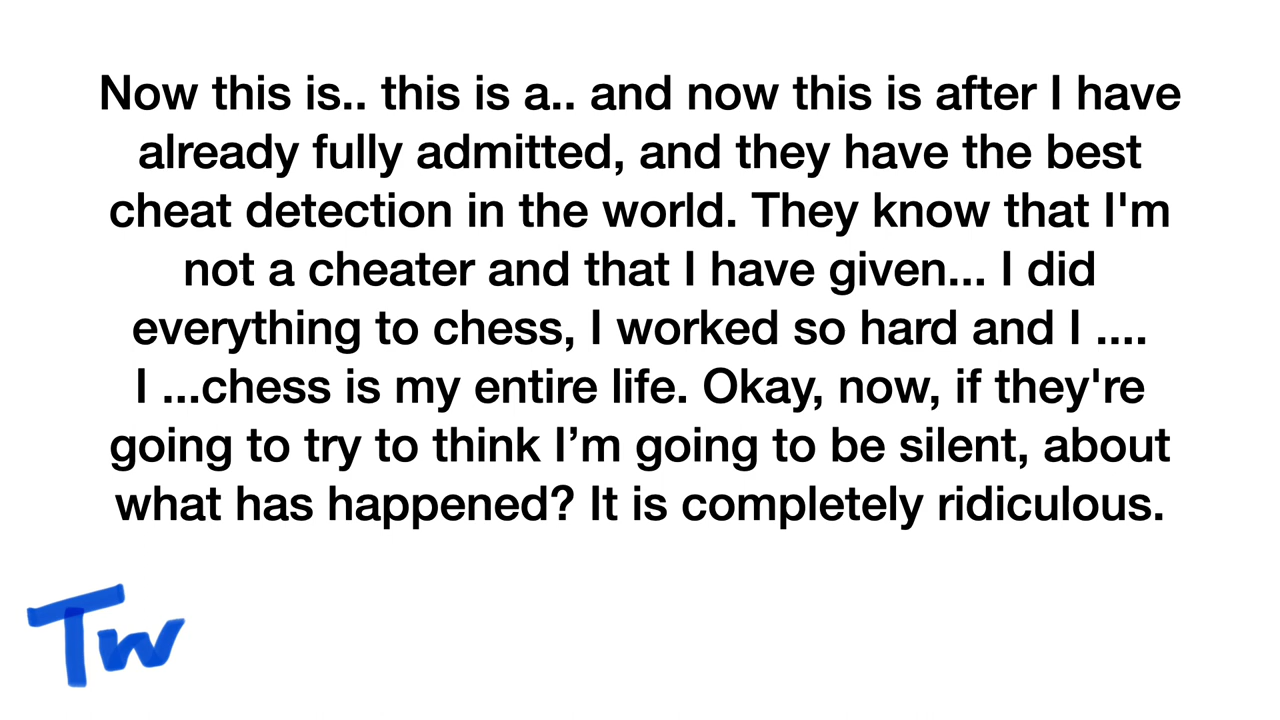 Now this is.. this is a.. and now this is after I have
already fully admitted, and they have the best
cheat detection in the world. They know that I'm
not a cheater and that I have given... I did
everything to chess, I worked so hard and I ....
I ...chess is my entire life. Okay, now, if they're
going to try to think I’m going to be silent, about
what has happened? It is completely ridiculous.
Tw